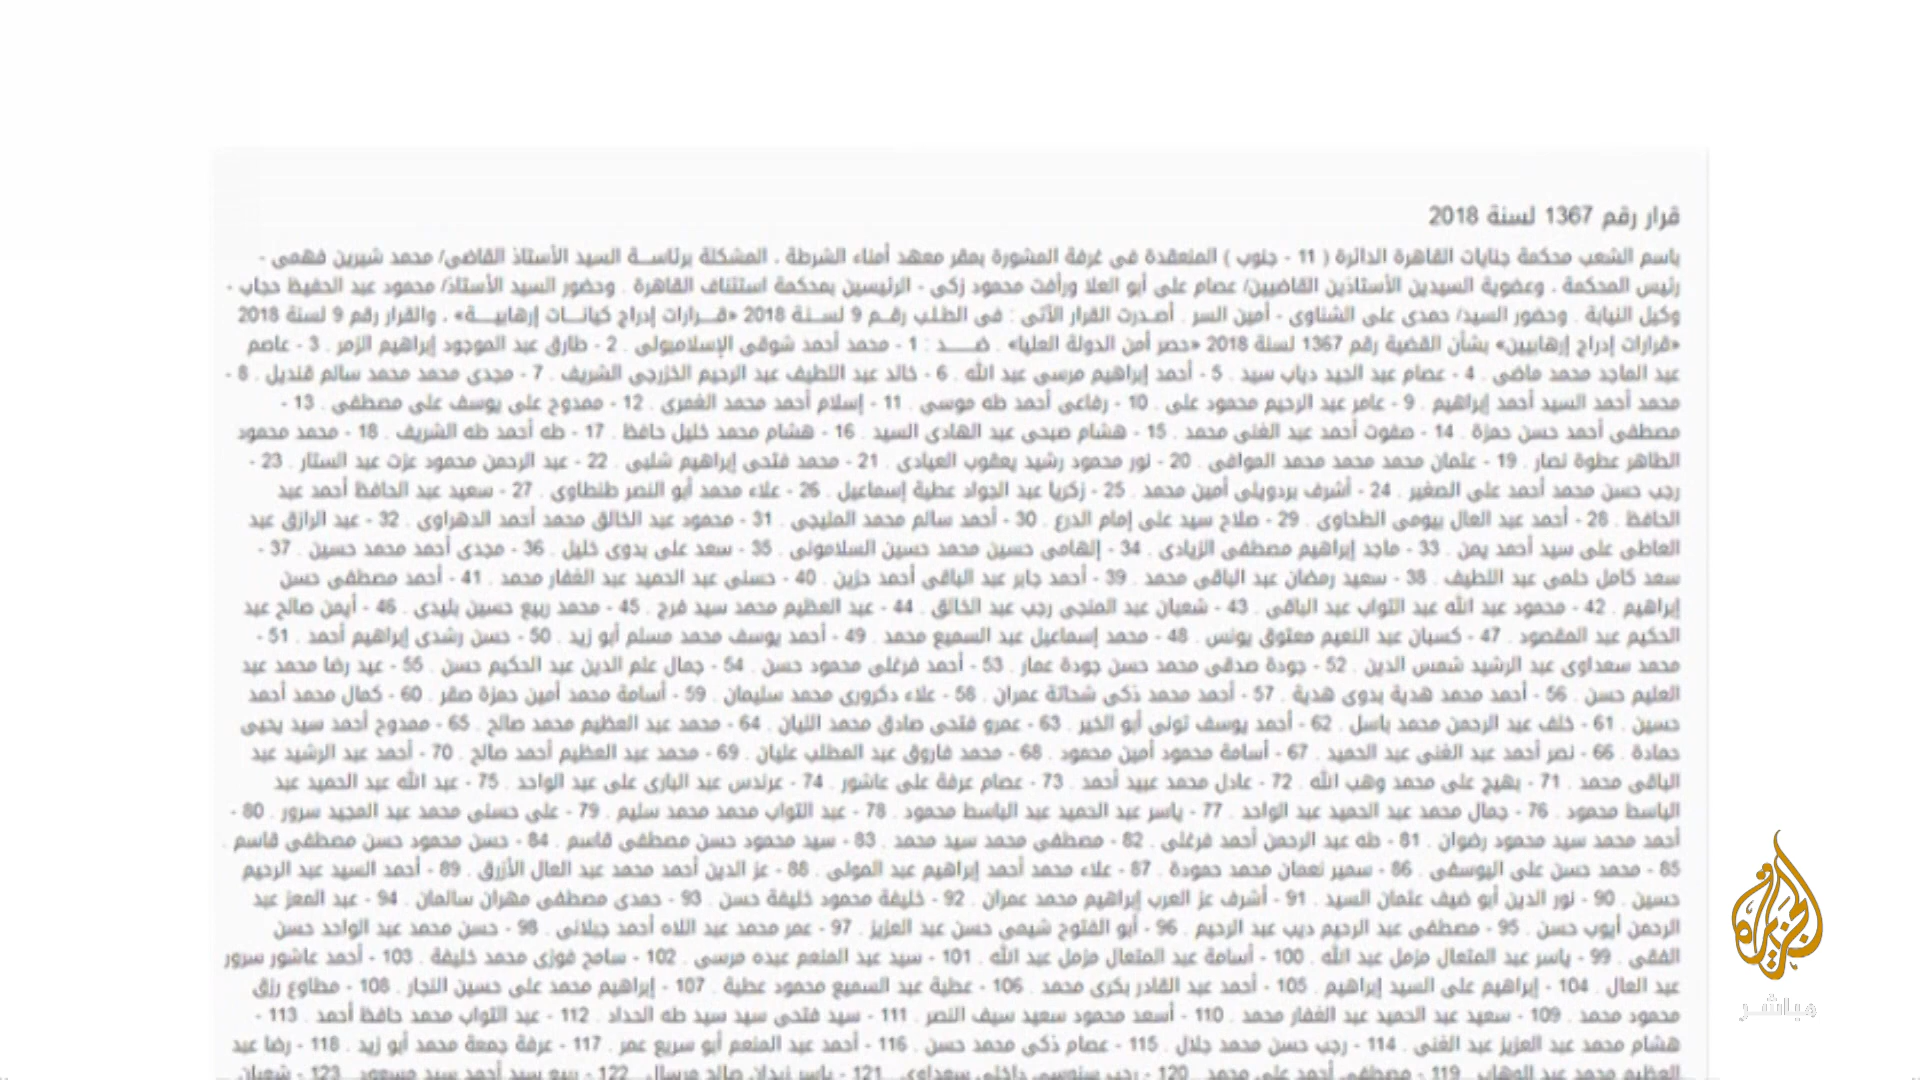 قرار رقم 1367 لسنة 2018
باسم الشعب محكمة جنايات القاهرة الدائرة ( 11 - جنوب ) المنعقدة فى غرفة المشورة بمقر معهد أمناء الشرطة . المشكلة برئاســة السيد الأستاذ القاضى/ محمد شيرين فهمى -
رئيس المحكمة . وعضوية السيدين الأستاذين القاضيين/ عصام على أبو العلا ورأفت محمود زكى - الرئيسين بمحكمة استئناف القاهرة . وحضور السيد الأستاذ/ محمود عبد الحفيظ حجاب -
وكيل النيابة . وحضور السيد/ حمدى على الشناوى - أمين السر . أصدرت القرار الآتى : فى الطلب رقــم 9 لســنة 2018 «قــرارات إدراج كيانــات إرهابيــة» . والقرار رقم 9 لسنة 2018
«قرارات إدراج إرهابيين» بشأن القضية رقم 1367 لسنة 2018 «حصر أمن الدولة العليا» . ضــــد : 1 - محمد أحمد شوقى الإسلامبولى . 2 - طارق عبد الموجود إبراهيم الزمر . 3 - عاصم
عبد الماجد محمد ماضى . 4 - عصام عبد الجيد دياب سيد . 5 - أحمد إبراهيم مرسى عبد الله . 6 - خالد عبد اللطيف عبد الرحيم الخزرجى الشريف . 7 - مجدى محمد محمد سالم قنديل . 8 -
محمد أحمد السيد أحمد إبراهيم . 9 - عامر عبد الرحيم محمود على . 10 - رفاعى أحمد طه موسى . 11 - إسلام أحمد محمد الغمرى . 12 - ممدوح على يوسف على مصطفى . 13 -
مصطفى أحمد حسن حمزة . 14 - صفوت أحمد عبد الغنى محمد . 15 - هشام صبحى عبد الهادى السيد . 16 - هشام محمد خليل حافظ . 17 - طه أحمد طه الشريف . 18 - محمد محمود
الطاهر عطوة نصار . 19 - عثمان محمد محمد محمد الموافى . 20 - نور محمود رشيد يعقوب العبادى . 21 - محمد فتحى إبراهيم شلبى . 22 - عبد الرحمن محمود عزت عبد الستار . 23 -
رجب حسن محمد أحمد على الصغير . 24 - أشرف بردويلى أمين محمد . 25 - زكريا عبد الجواد عطية إسماعيل . 26 - علاء محمد أبو النصر طنطاوى . 27 - سعيد عبد الحافظ أحمد عبد
الحافظ . 28 - أحمد عبد العال بيومى الطحاوى . 29 - صلاح سيد على إمام الدرع . 30 - أحمد سالم محمد المليجى . 31 - محمود عبد الخالق محمد أحمد الدهراوى . 32 - عبد الرازق عبد
العاطى على سيد أحمد يمن . 33 - ماجد إبراهيم مصطفى الزيادى . 34 - إلهامى حسين محمد حسين السلامونى . 35 - سعد على بدوى خليل . 36 - مجدى أحمد محمد حسين . 37 -
سعد كامل حلمى عبد اللطيف . 38 - سعيد رمضان عبد الباقى محمد . 39 - أحمد جابر عبد الباقى أحمد حزين . 40 - حسنى عبد الحميد عبد الغفار محمد . 41 - أحمد مصطفى حسن
إبراهيم . 42 - محمود عبد الله عبد التواب عبد الباقى . 43 - شعبان عبد المنجى رجب عبد الخالق . 44 - عبد العظيم محمد سيد فرج . 45 - محمد ربيع حسين بليدى . 46 - أيمن صالح عبد
الحكيم عبد المقصود . 47 - كسبان عبد النعيم معتوق يونس . 48 - محمد إسماعيل عبد السميع محمد . 49 - أحمد يوسف محمد مسلم أبو زيد . 50 - حسن رشدى إبراهيم أحمد . 51 -
محمد سعداوى عبد الرشيد شمس الدين . 52 - جودة صدقى محمد حسن جودة عمار . 53 - أحمد فرغلى محمود حسن . 54 - جمال علم الدين عبد الحكيم حسن . 55 - عيد رضا محمد عبد
العليم حسن . 56 - أحمد محمد هدية بدوى هدية . 57 - أحمد محمد ذكى شحاتة عمران . 58 - علاء دكرورى محمد سليمان . 59 - أسامة محمد أمين حمزة صقر . 60 - كمال محمد أحمد
حسين . 61 - خلف عبد الرحمن محمد باسل . 62 - أحمد يوسف تونى أبو الخير . 63 - عمرو فتحى صادق محمد اللبان . 64 - محمد عبد العظيم محمد صالح . 65 - ممدوح أحمد سيد يحيى
حمادة . 66 - نصر أحمد عبد الغنى عبد الحميد . 67 - أسامة محمود أمين محمود . 68 - محمد فاروق عبد المطلب عليان . 69 - محمد عبد العظيم أحمد صالح . 70 - أحمد عبد الرشيد عبد
الباقى محمد . 71 - بهيج على محمد وهب الله . 72 - عادل محمد عبيد أحمد . 73 - عصام عرفة على عاشور . 74 - عرندس عبد البارى على عبد الواحد . 75 - عبد الله عبد الحميد عبد
الباسط محمود . 76 - جمال محمد عبد الحميد عبد الواحد . 77 - ياسر عبد الحميد عبد الباسط محمود . 78 - عبد التواب محمد محمد سليم . 79 - على حسنى محمد عبد المجيد سرور . 80 -
أحمد محمد سيد محمود رضوان . 81 - طه عبد الرحمن أحمد فرغلى . 82 - مصطفى محمد سيد محمد . 83 - سيد محمود حسن مصطفى قاسم . 84 - حسن محمود حسن مصطفى قاسم .
85 - محمد حسن على اليوسفى . 86 - سمير نعمان محمد حمودة . 87 - علاء محمد أحمد إبراهيم عبد المولى . 88 - عز الدين أحمد محمد عبد العال الأزرق . 89 - أحمد السيد عبد الرحيم
حسين . 90 - نور الدين أبو ضيف عثمان السيد . 91 - أشرف عز العرب إبراهيم محمد عمران . 92 - خليفة محمود خليفة حسن . 93 - حمدى مصطفى مهران سالمان . 94 - عبد المعز عبد
الرحمن أيوب حسن . 95 - مصطفى عبد الرحيم ديب عبد الرحيم . 96 - أبو الفتوح شيمى حسن عبد العزيز . 97 - عمر محمد عبد اللاه أحمد جيلانى . 98 - حسن محمد عبد الواحد حسن
الفقى . 99 - ياسر عبد المتعال مزمل عبد الله . 100 - أسامة عبد المتعال مزمل عبد الله . 101 - سيد عبد المنعم عبده مرسى . 102 - سامح فوزى محمد خليفة . 103 - أحمد عاشور سرور
عبد العال . 104 - إبراهيم على السيد إبراهيم . 105 - أحمد عبد القادر بكرى محمد . 106 - عطية عبد السميع محمود عطية . 107 - إبراهيم محمد على حسين النجار . 108 - مطاوع رزق
محمود محمد . 109 - سعيد عبد الحميد عبد الغفار محمد . 110 - أسعد محمود سعيد سيف النصر . 111 - سيد فتحى سيد سيد طه الحداد . 112 - عبد التواب محمد حافظ أحمد . 113 -
هشام محمد عبد العزيز عبد الغنى . 114 - رجب حسن محمد جلال . 115 - عصام ذكى محمد حسن . 116 - أحمد عبد المنعم أبو سريع عمر . 117 - عرفة جمعة محمد أبو زيد . 118 - رضا عبد
العظيم محمد عبد الوهاب . 119 - مصطفى أحمد على محمد . 120 - رجب سنوسى داخلى سعداوى . 121 - ياسر زيدان صالح مرسال . 122 - ربيع سيد أحمد سيد مسعود . 123 - شعبان
الجزيرة
مباشر